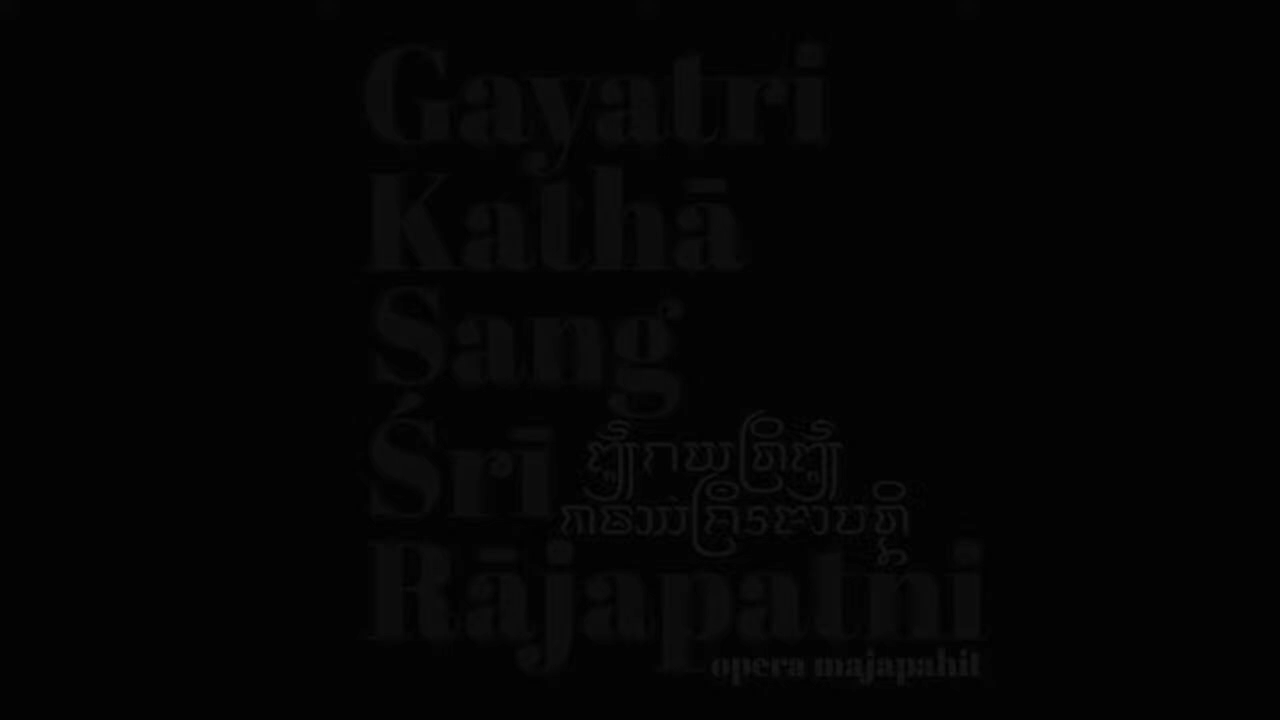 Gayatri
Kathā
Sang
Śrī
Rājapatni
opera majapahit